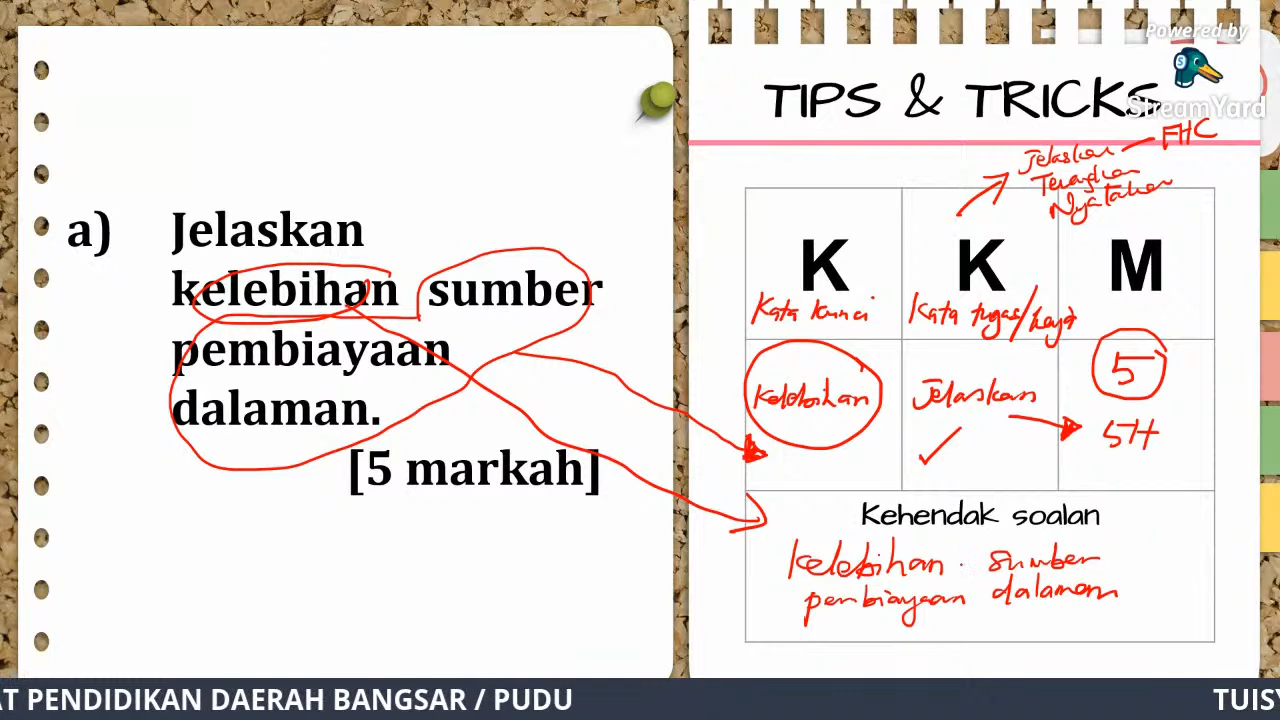 a) Jelaskan
kelebihan sumber
pembiayaan
dalaman.
[5 markah]
Powered by
StreamYard
TIPS & TRICKS
Jelaskan — FHC
Terangkan
Nyatakan
K K M
Kata kunci Kata tugas/kerja
Kelebihan Jelaskan 5
5H
Kehendak soalan
Kelebihan sumber
pembiayaan dalaman
AT PENDIDIKAN DAERAH BANGSAR / PUDU TUISY